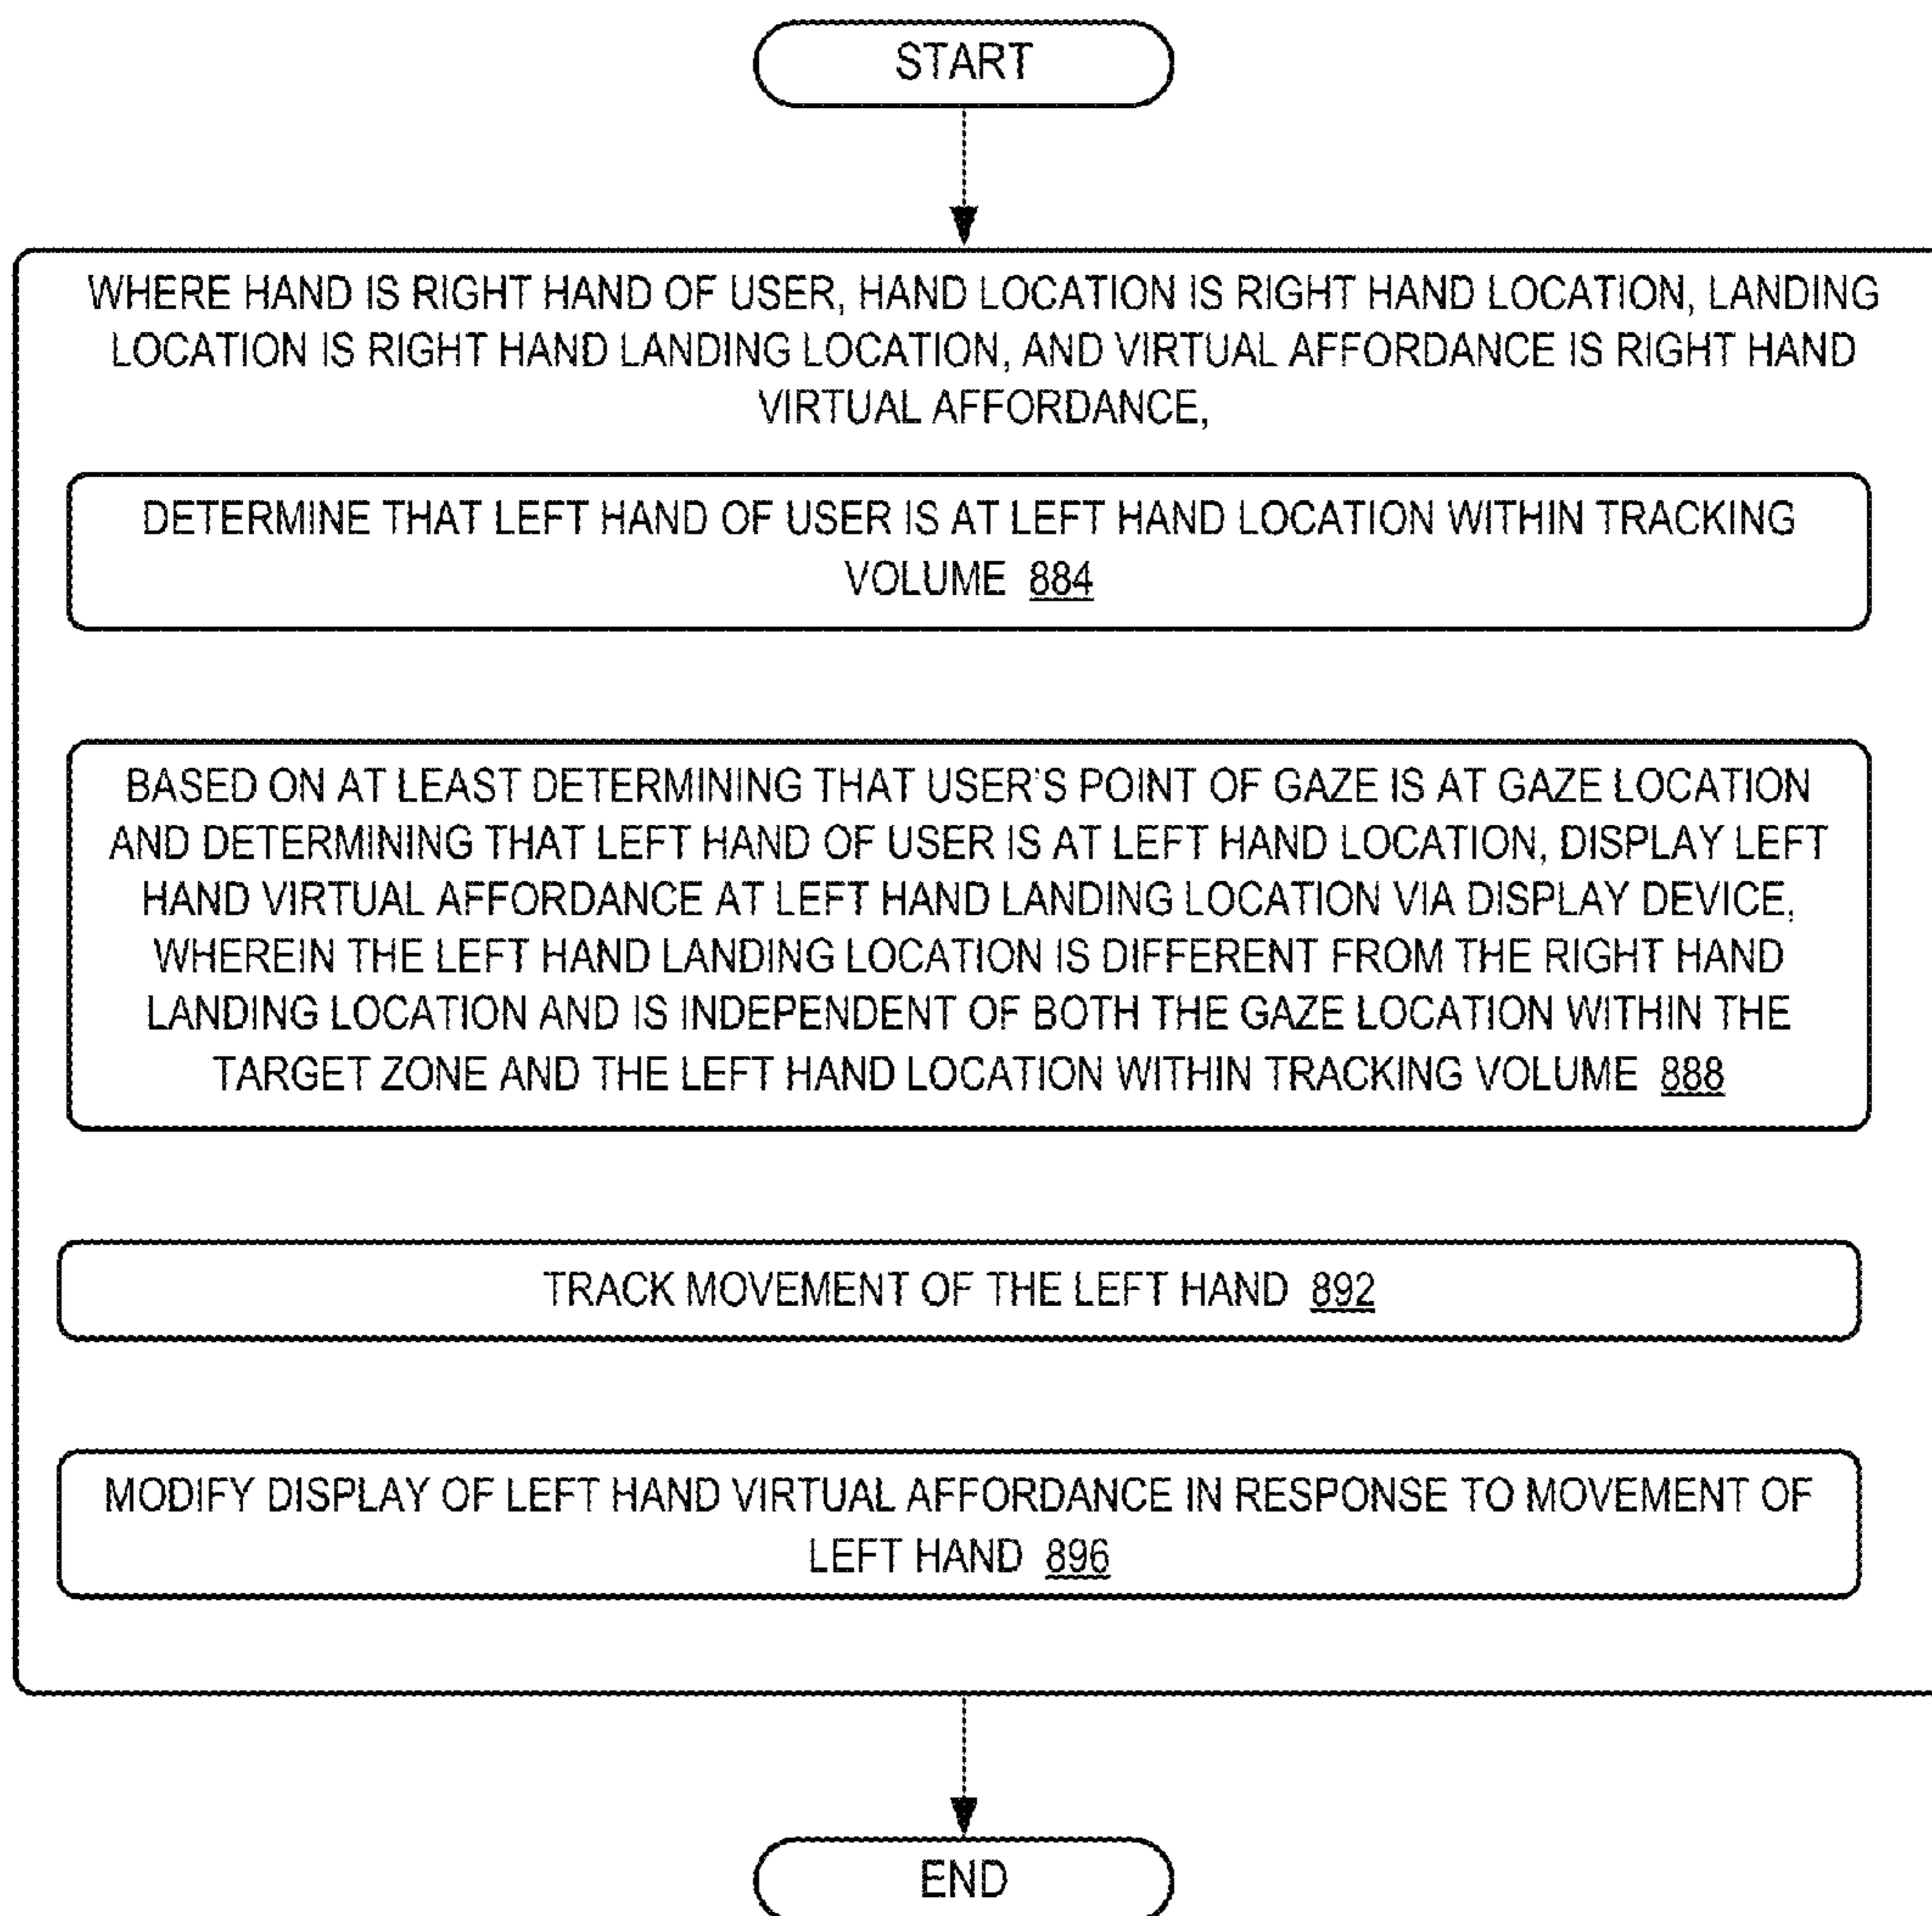 START
WHERE HAND IS RIGHT HAND OF USER, HAND LOCATION IS RIGHT HAND LOCATION, LANDING
LOCATION IS RIGHT HAND LANDING LOCATION, AND VIRTUAL AFFORDANCE IS RIGHT HAND
VIRTUAL AFFORDANCE,
DETERMINE THAT LEFT HAND OF USER IS AT LEFT HAND LOCATION WITHIN TRACKING
VOLUME 884
BASED ON AT LEAST DETERMINING THAT USER'S POINT OF GAZE IS AT GAZE LOCATION
AND DETERMINING THAT LEFT HAND OF USER IS AT LEFT HAND LOCATION, DISPLAY LEFT
HAND VIRTUAL AFFORDANCE AT LEFT HAND LANDING LOCATION VIA DISPLAY DEVICE,
WHEREIN THE LEFT HAND LANDING LOCATION IS DIFFERENT FROM THE RIGHT HAND
LANDING LOCATION AND IS INDEPENDENT OF BOTH THE GAZE LOCATION WITHIN THE
TARGET ZONE AND THE LEFT HAND LOCATION WITHIN TRACKING VOLUME 888
TRACK MOVEMENT OF THE LEFT HAND 892
MODIFY DISPLAY OF LEFT HAND VIRTUAL AFFORDANCE IN RESPONSE TO MOVEMENT OF
LEFT HAND 896
END